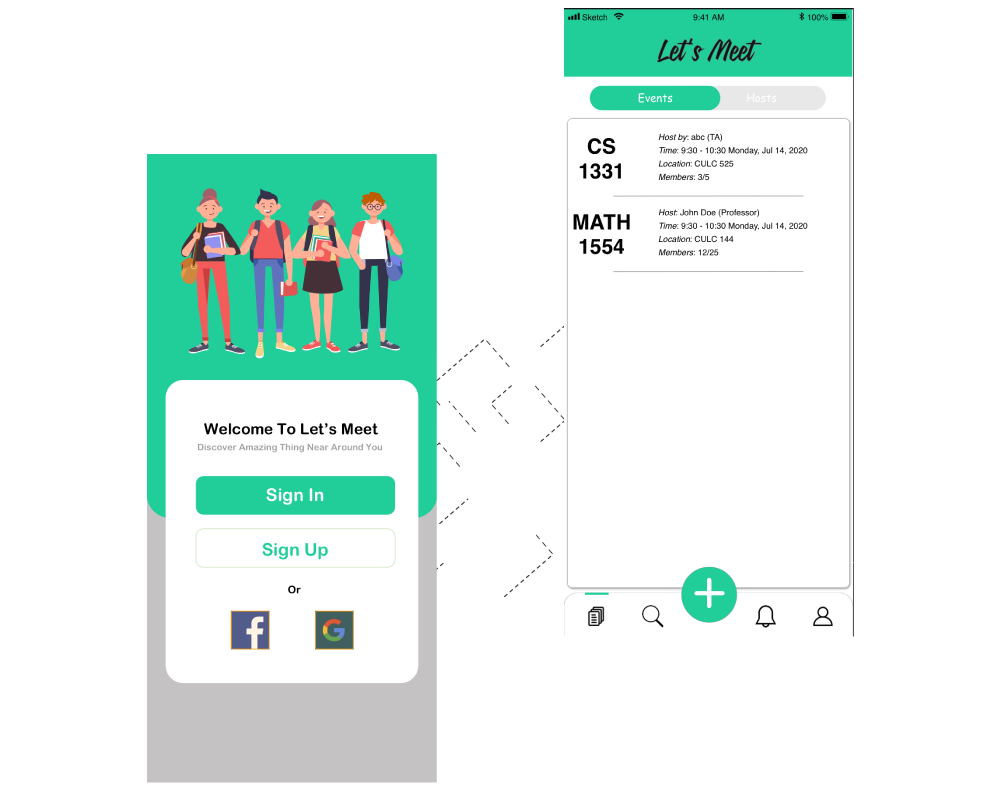 Welcome To Let's Meet
Discover Amazing Thing Near Around You
Sign In
Sign Up
Or
Sketch
9:41 AM
100%
Let's Meet
Events
Hosts
CS
1331
Host by: abc (TA)
Time: 9:30 - 10:30 Monday, Jul 14, 2020
Location: CULC 525
Members: 3/5
MATH
1554
Host: John Doe (Professor)
Time: 9:30 - 10:30 Monday, Jul 14, 2020
Location: CULC 144
Members: 12/25